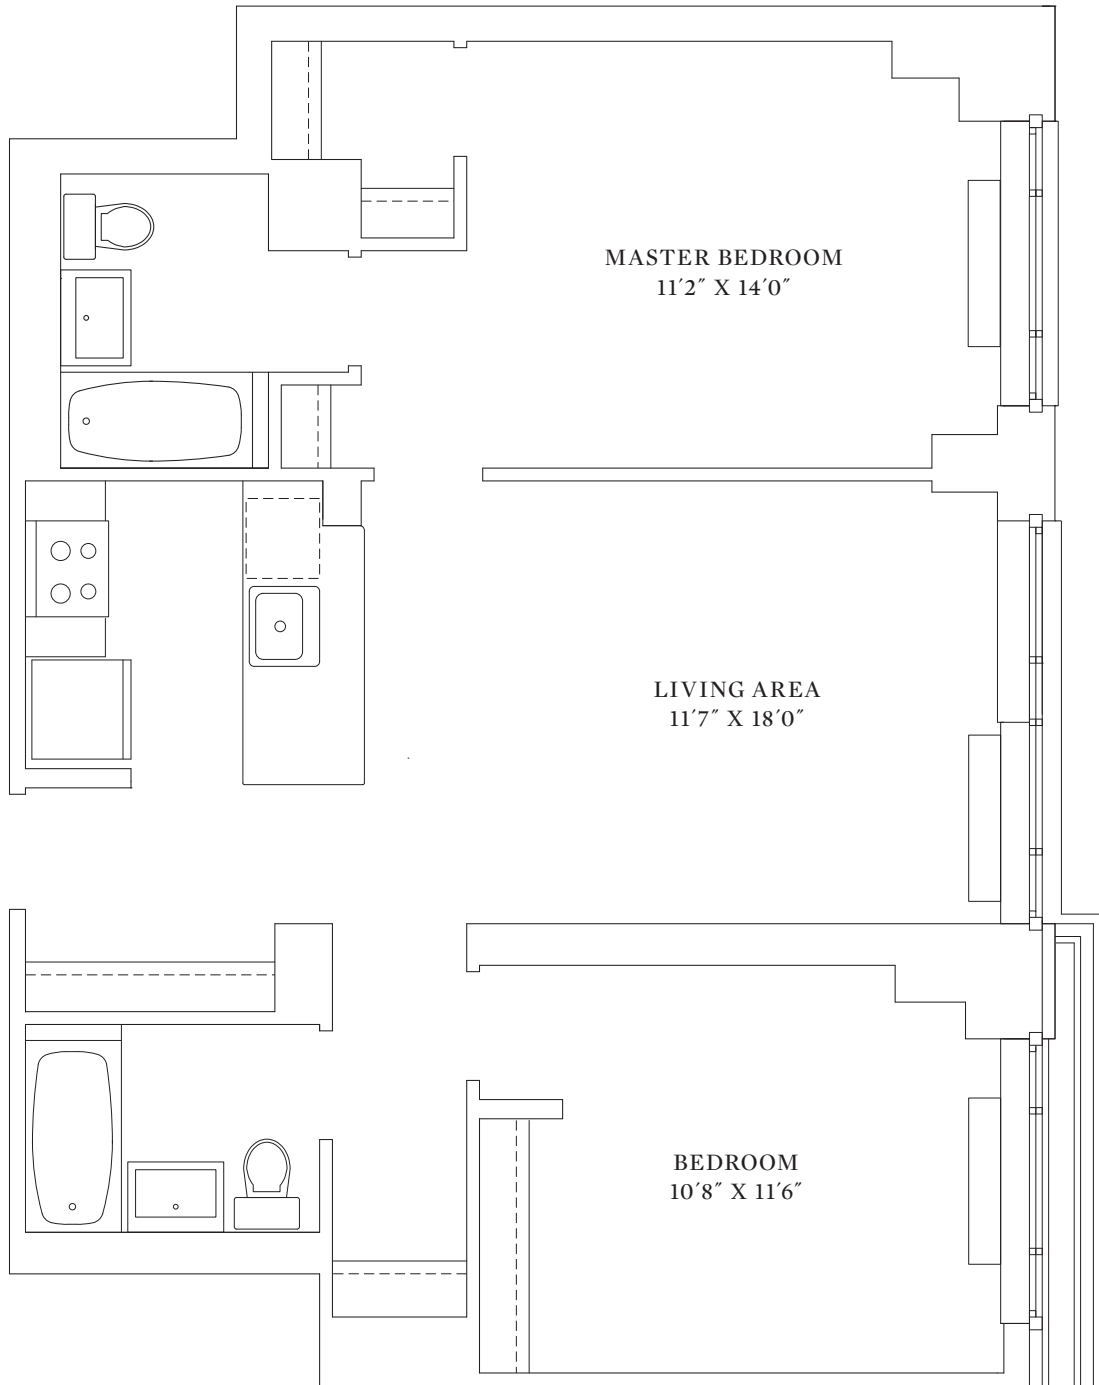 MASTER BEDROOM
11′2″ X 14′0″
LIVING AREA
11′7″ X 18′0″
BEDROOM
10′8″ X 11′6″